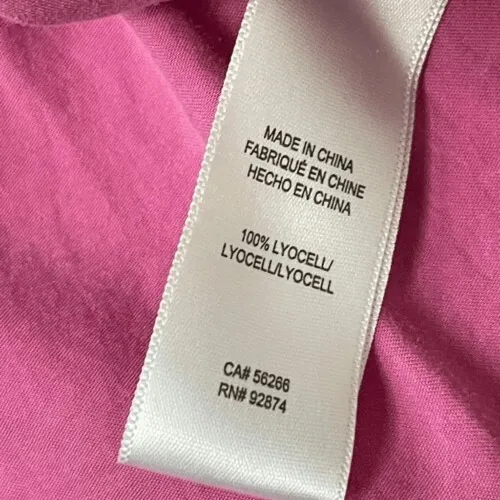 MADE IN CHINA
FABRIQUÉ EN CHINE
HECHO EN CHINA
100% LYOCELL/
LYOCELL/LYOCELL
CA# 56266
RN# 92874